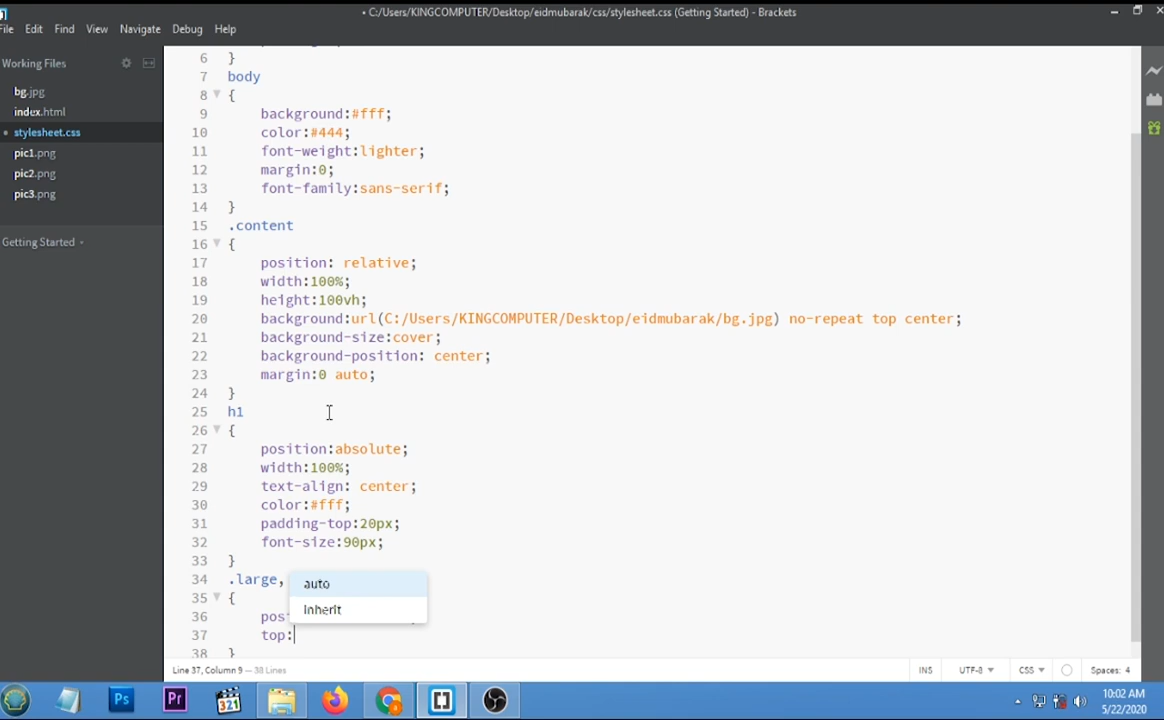 • C:/Users/KINGCOMPUTER/Desktop/eidmubarak/css/stylesheet.css (Getting Started) - Brackets
File Edit Find View Navigate Debug Help
Working Files
bg.jpg
index.html
stylesheet.css
pic1.png
pic2.png
pic3.png
Getting Started
6 }
7 body
8 {
9 background:#fff;
10 color:#444;
11 font-weight:lighter;
12 margin:0;
13 font-family:sans-serif;
14 }
15 .content
16 {
17 position: relative;
18 width:100%;
19 height:100vh;
20 background:url(C:/Users/KINGCOMPUTER/Desktop/eidmubarak/bg.jpg) no-repeat top center;
21 background-size:cover;
22 background-position: center;
23 margin:0 auto;
24 }
25 h1
26 {
27 position:absolute;
28 width:100%;
29 text-align: center;
30 color:#fff;
31 padding-top:20px;
32 font-size:90px;
33 }
34 .large,
auto
35 {
inherit
36 pos
37 top:
38 }
Line 37, Column 9 — 38 Lines
INS UTF-8 CSS Spaces: 4
Ps Pr 321
10:02 AM
5/22/2020